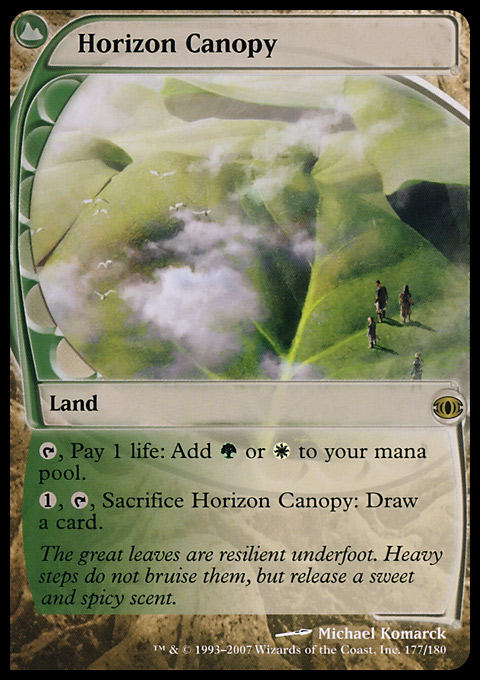 Horizon Canopy
Land
, Pay 1 life: Add or to your mana
pool.
1, , Sacrifice Horizon Canopy: Draw
a card.
The great leaves are resilient underfoot. Heavy
steps do not bruise them, but release a sweet
and spicy scent.
Michael Komarck
™ & © 1993–2007 Wizards of the Coast, Inc. 177/180